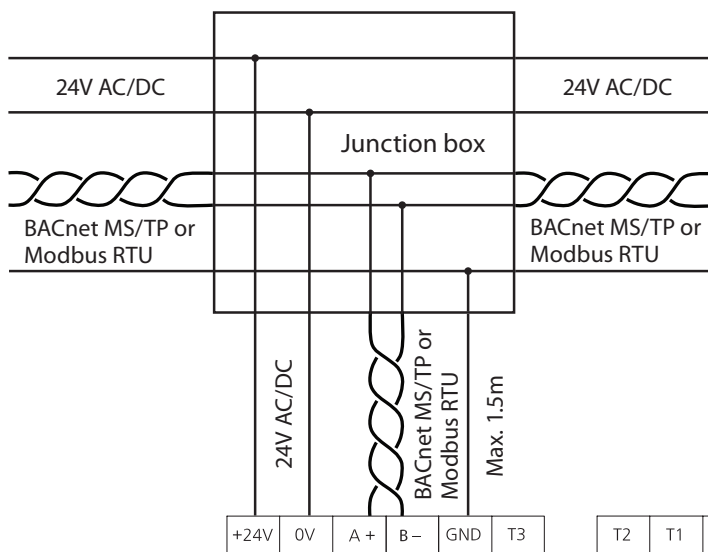 24V AC/DC
24V AC/DC
Junction box
BACnet MS/TP or
Modbus RTU
BACnet MS/TP or
Modbus RTU
24V AC/DC
BACnet MS/TP or
Modbus RTU
Max. 1.5m
+24V 0V A + B – GND T3 T2 T1